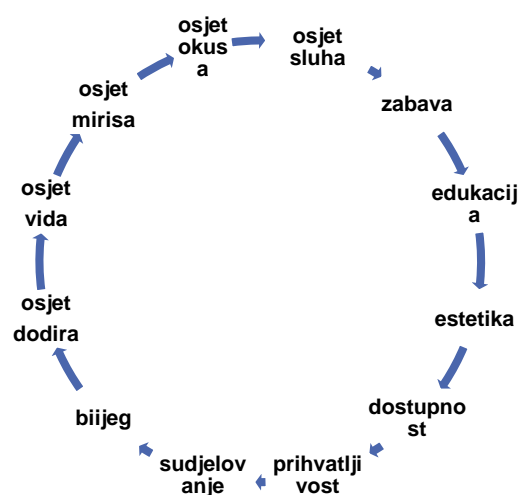 osjet
okus
a
osjet
sluha
zabava
edukacij
a
estetika
dostupno
st
prihvatlji
vost
sudjelov
anje
biijeg
osjet
dodira
osjet
vida
osjet
mirisa